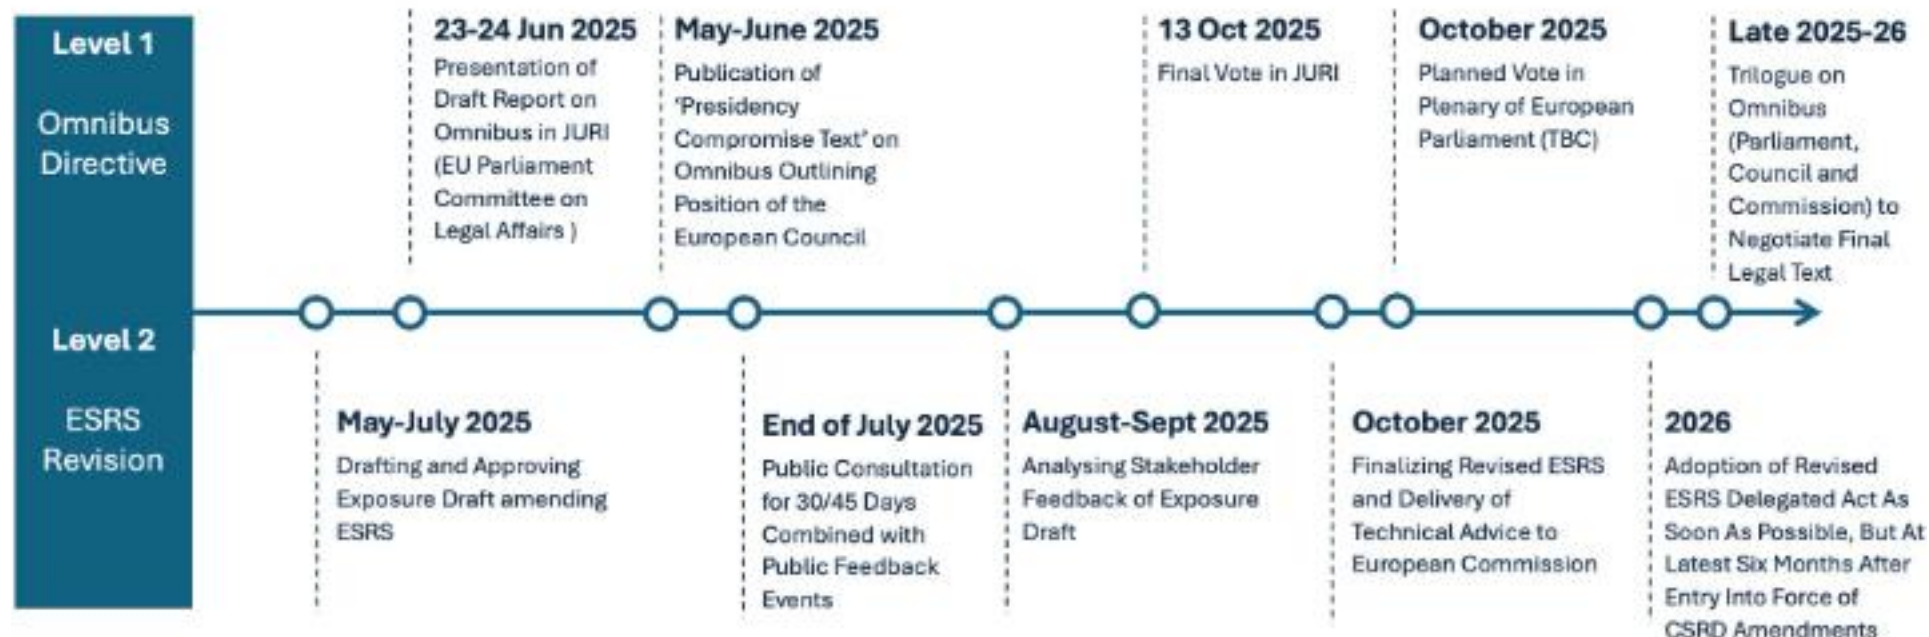 Level 1
Omnibus
Directive
23-24 Jun 2025
Presentation of
Draft Report on
Omnibus in JURI
(EU Parliament
Committee on
Legal Affairs )
May-June 2025
Publication of
'Presidency
Compromise Text' on
Omnibus Outlining
Position of the
European Council
13 Oct 2025
Final Vote in JURI
October 2025
Planned Vote in
Plenary of European
Parliament (TBC)
Late 2025-26
Trilogue on
Omnibus
(Parliament,
Council and
Commission) to
Negotiate Final
Legal Text
Level 2
ESRS
Revision
May-July 2025
Drafting and Approving
Exposure Draft amending
ESRS
End of July 2025
Public Consultation
for 30/45 Days
Combined with
Public Feedback
Events
August-Sept 2025
Analysing Stakeholder
Feedback of Exposure
Draft
October 2025
Finalizing Revised ESRS
and Delivery of
Technical Advice to
European Commission
2026
Adoption of Revised
ESRS Delegated Act As
Soon As Possible, But At
Latest Six Months After
Entry Into Force of
CSRD Amendments